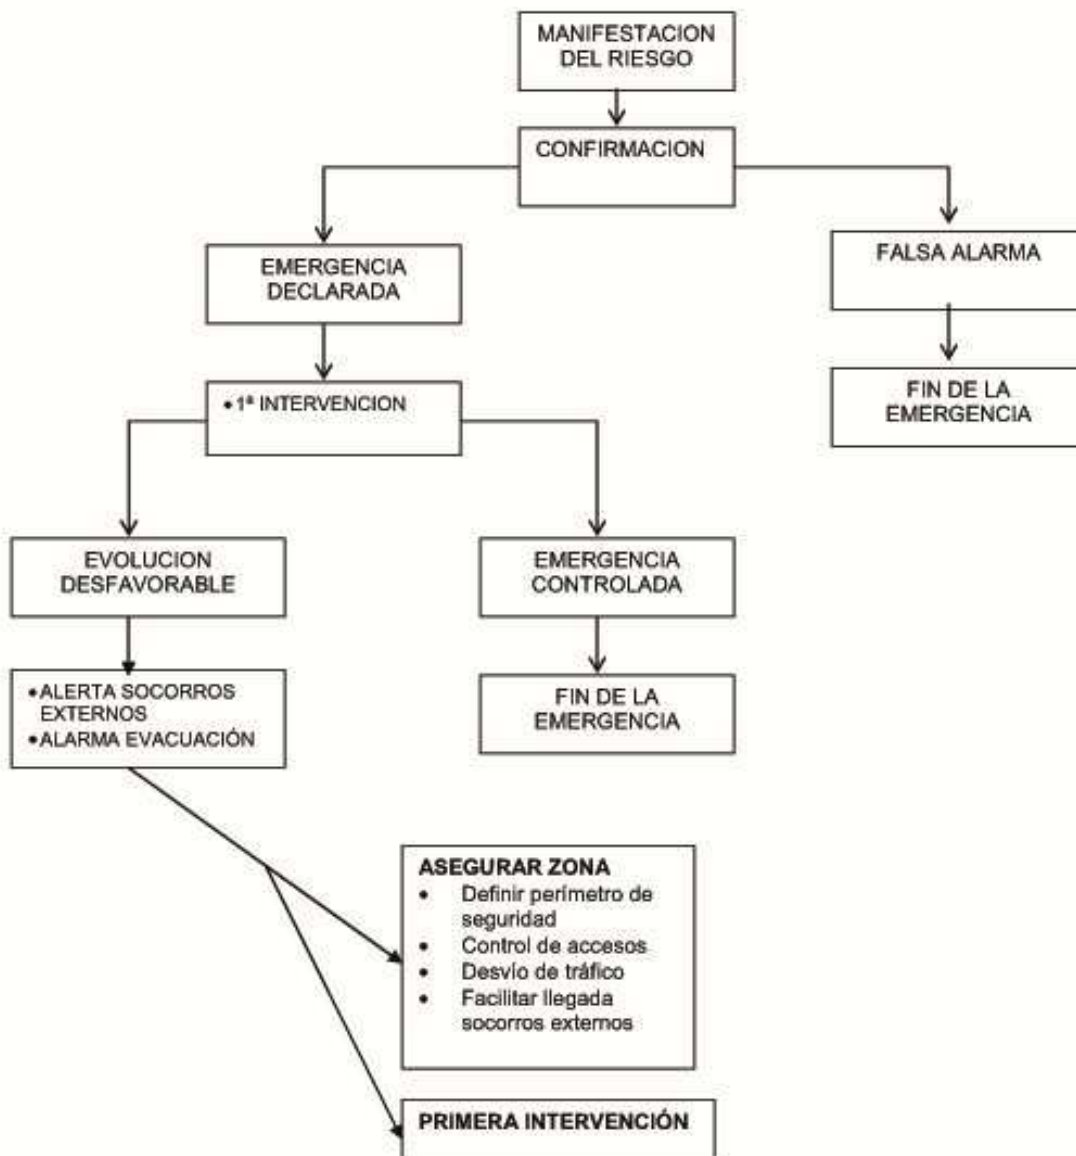 MANIFESTACION
DEL RIESGO
CONFIRMACION
EMERGENCIA
DECLARADA
FALSA ALARMA
•1ª INTERVENCION
FIN DE LA
EMERGENCIA
EVOLUCION
DESFAVORABLE
EMERGENCIA
CONTROLADA
•ALERTA SOCORROS
EXTERNOS
•ALARMA EVACUACIÓN
FIN DE LA
EMERGENCIA
ASEGURAR ZONA
• Definir perímetro de
seguridad
• Control de accesos
• Desvío de tráfico
• Facilitar llegada
socorros externos
PRIMERA INTERVENCIÓN